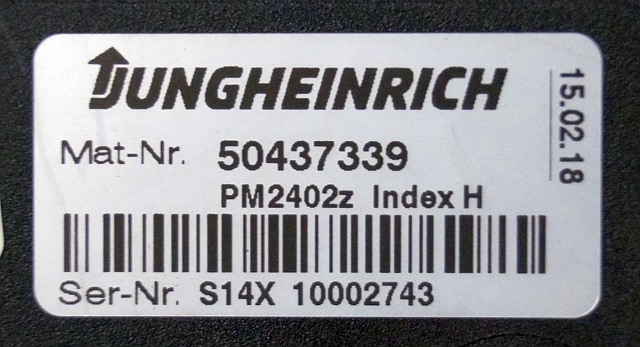 JUNGHEINRICH
15.02.18
Mat-Nr. 50437339
PM2402z Index H
Ser-Nr. S14X 10002743